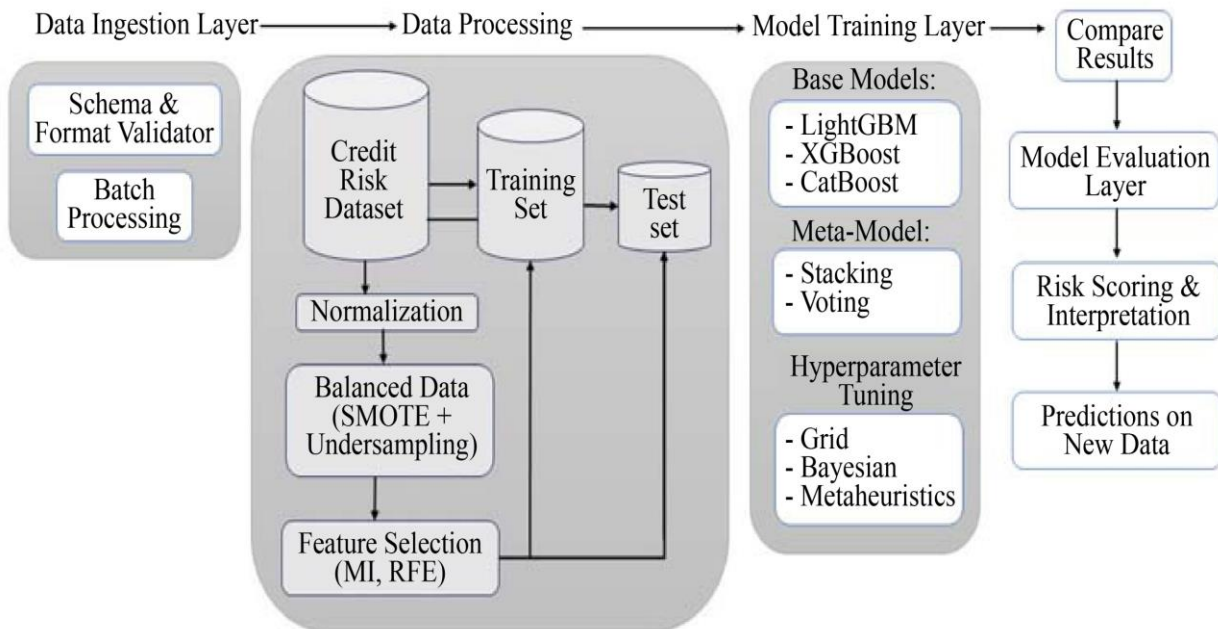 Data Ingestion Layer
Data Processing
Model Training Layer
Compare
Results
Schema &
Format Validator
Batch
Processing
Credit
Risk
Dataset
Training
Set
Test
set
Normalization
Balanced Data
(SMOTE +
Undersampling)
Feature Selection
(MI, RFE)
Base Models:
- LightGBM
- XGBoost
- CatBoost
Meta-Model:
- Stacking
- Voting
Hyperparameter
Tuning
- Grid
- Bayesian
- Metaheuristics
Model Evaluation
Layer
Risk Scoring &
Interpretation
Predictions on
New Data